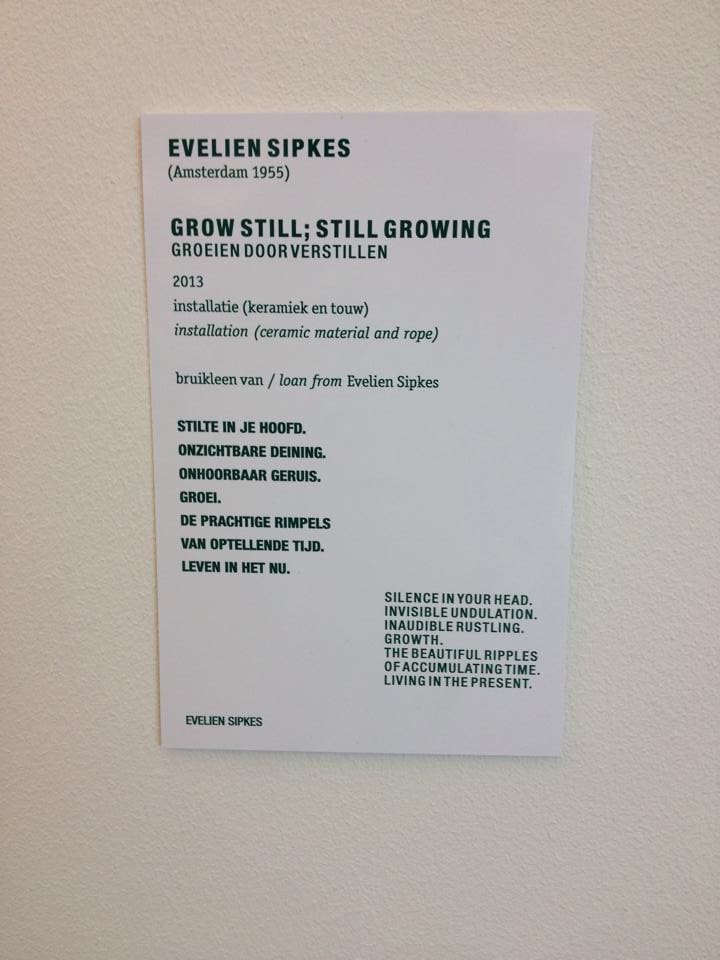 EVELIEN SIPKES
(Amsterdam 1955)
GROW STILL; STILL GROWING
GROEIEN DOOR VERSTILLEN
2013
installatie (keramiek en touw)
installation (ceramic material and rope)
bruikleen van / loan from Evelien Sipkes
STILTE IN JE HOOFD.
ONZICHTBARE DEINING.
ONHOORBAAR GERUIS.
GROEI.
DE PRACHTIGE RIMPELS
VAN OPTELLENDE TIJD.
LEVEN IN HET NU.
SILENCE IN YOUR HEAD.
INVISIBLE UNDULATION.
INAUDIBLE RUSTLING.
GROWTH.
THE BEAUTIFUL RIPPLES
OF ACCUMULATING TIME.
LIVING IN THE PRESENT.
EVELIEN SIPKES